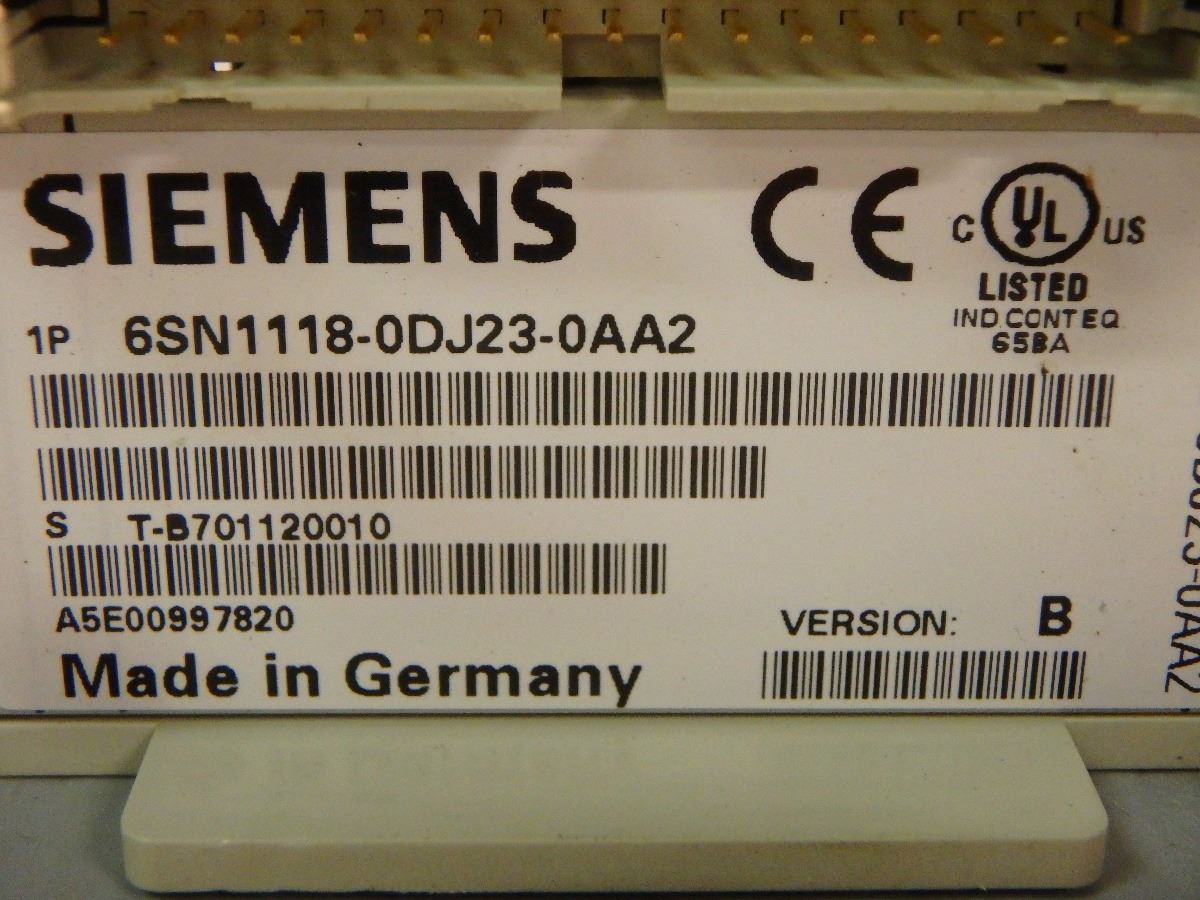 SIEMENS
CE
C UL US
LISTED
IND.CONT.EQ
65BA
1P 6SN1118-0DJ23-0AA2
S T-B701120010
A5E00997820
VERSION: B
Made in Germany